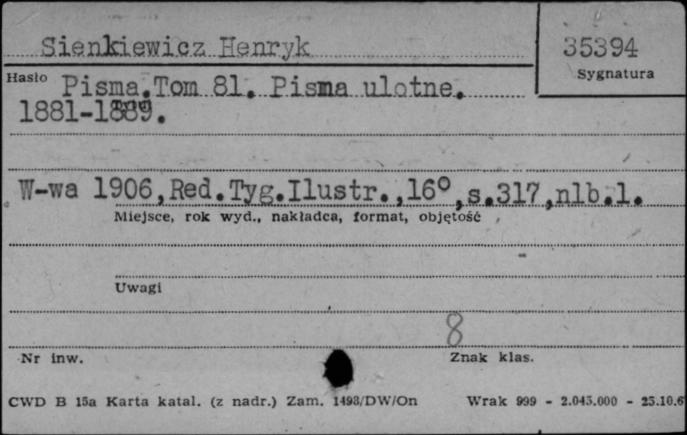 Sienkiewicz Henryk
35394
Sygnatura
Hasło Pisma.Tom 81. Pisma ulotne.
1881-1889.
W-wa 1906,Red.Tyg.Ilustr.,16°,s.317,nlb.1.
Miejsce, rok wyd., nakładca, format, objętość
Uwagi
8
Nr inw.
Znak klas.
CWD B 15a Karta katal. (z nadr.) Zam. 1498/DW/On
Wrak 999 - 2.045.000 - 25.10.6